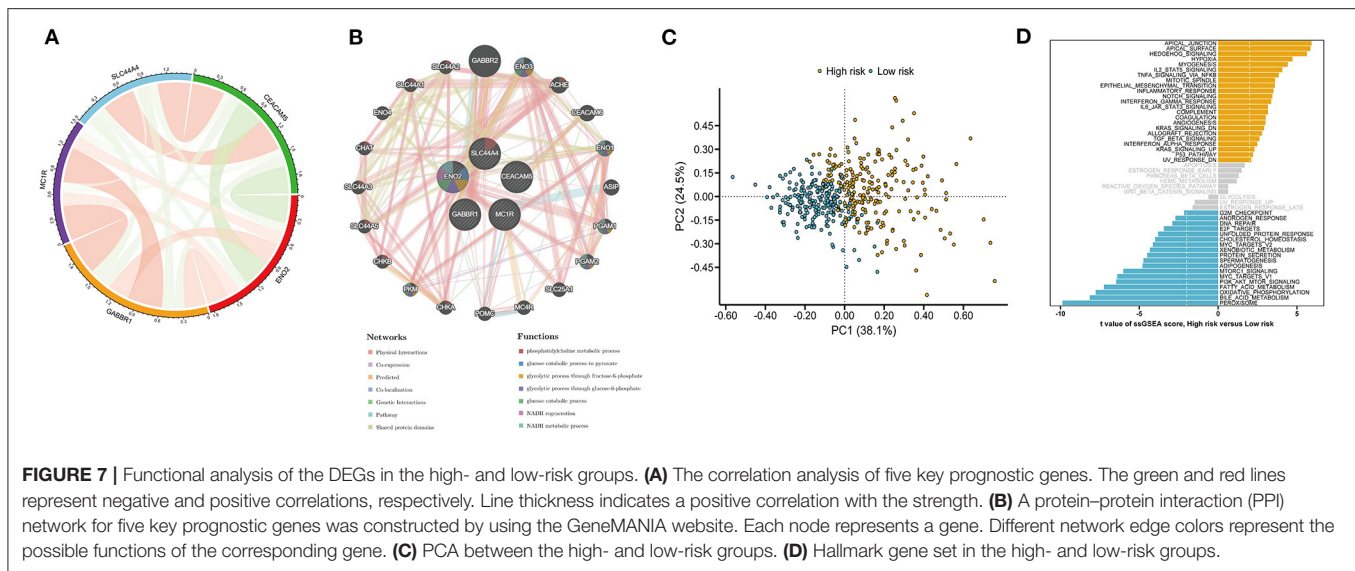 A
SLC44A4
CEACAM5
ENO2
GABBR1
MC1R
B
GABBR2
SLC44A2
ENO3
SLC44A1
ACHE
ENO4
CEACAM6
SLC44A4
CHAT
ENO1
ENO2
CEACAM5
SLC44A3
ASIP
GABBR1
MC1R
SLC44A5
PGAM1
CHKB
PGAM2
PKM
SLC25A1
CHKA
MC4R
POMC
Networks
Physical Interactions
Co-expression
Predicted
Co-localization
Genetic Interactions
Pathway
Shared protein domains
Functions
phosphatidylcholine metabolic process
glucose catabolic process to pyruvate
glycolytic process through fructose-6-phosphate
glycolytic process through glucose-6-phosphate
glucose catabolic process
NADH regeneration
NADH metabolic process
C
High risk Low risk
PC2 (24.5%)
0.45
0.30
0.15
0.00
-0.15
-0.30
-0.45
-0.60 -0.40 -0.20 0.00 0.20 0.40 0.60
PC1 (38.1%)
D
APICAL_JUNCTION
APICAL_SURFACE
HEDGEHOG_SIGNALING
HYPOXIA
MYOGENESIS
IL2_STAT5_SIGNALING
TNFA_SIGNALING_VIA_NFKB
MITOTIC_SPINDLE
EPITHELIAL_MESENCHYMAL_TRANSITION
INFLAMMATORY_RESPONSE
NOTCH_SIGNALING
INTERFERON_GAMMA_RESPONSE
IL6_JAK_STAT3_SIGNALING
COMPLEMENT
COAGULATION
ANGIOGENESIS
KRAS_SIGNALING_DN
ALLOGRAFT_REJECTION
TGF_BETA_SIGNALING
INTERFERON_ALPHA_RESPONSE
KRAS_SIGNALING_UP
P53_PATHWAY
UV_RESPONSE_DN
APOPTOSIS
ESTROGEN_RESPONSE_EARLY
PANCREAS_BETA_CELLS
HEME_METABOLISM
REACTIVE_OXYGEN_SPECIES_PATHWAY
WNT_BETA_CATENIN_SIGNALING
GLYCOLYSIS
UV_RESPONSE_UP
ESTROGEN_RESPONSE_LATE
G2M_CHECKPOINT
ANDROGEN_RESPONSE
DNA_REPAIR
E2F_TARGETS
UNFOLDED_PROTEIN_RESPONSE
CHOLESTEROL_HOMEOSTASIS
MYC_TARGETS_V2
XENOBIOTIC_METABOLISM
PROTEIN_SECRETION
SPERMATOGENESIS
ADIPOGENESIS
MTORC1_SIGNALING
MYC_TARGETS_V1
PI3K_AKT_MTOR_SIGNALING
FATTY_ACID_METABOLISM
OXIDATIVE_PHOSPHORYLATION
BILE_ACID_METABOLISM
PEROXISOME
-10 -5 0 5
t value of ssGSEA score, High risk versus Low risk
FIGURE 7 | Functional analysis of the DEGs in the high- and low-risk groups. (A) The correlation analysis of five key prognostic genes. The green and red lines
represent negative and positive correlations, respectively. Line thickness indicates a positive correlation with the strength. (B) A protein–protein interaction (PPI)
network for five key prognostic genes was constructed by using the GeneMANIA website. Each node represents a gene. Different network edge colors represent the
possible functions of the corresponding gene. (C) PCA between the high- and low-risk groups. (D) Hallmark gene set in the high- and low-risk groups.